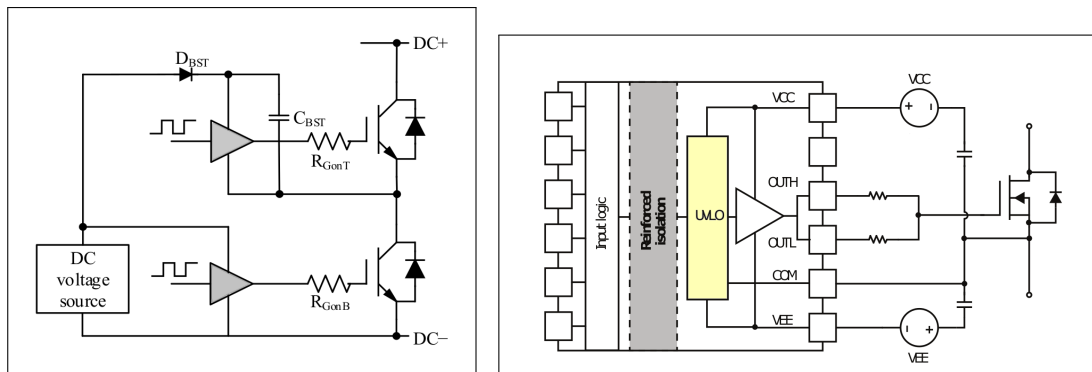 DC+
D_BST
C_BST
R_GonT
DC
voltage
source
R_GonB
DC−
VCC
VCC
+ -
OUTH
Input logic
Reinforced
isolation
UVLO
OUTL
COM
VEE
- +
VEE